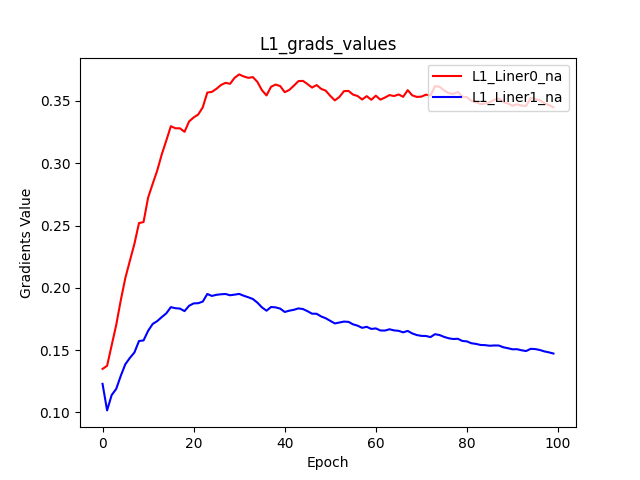 L1_grads_values
L1_Liner0_na
L1_Liner1_na
Gradients Value
0.35
0.30
0.25
0.20
0.15
0.10
0 20 40 60 80 100
Epoch